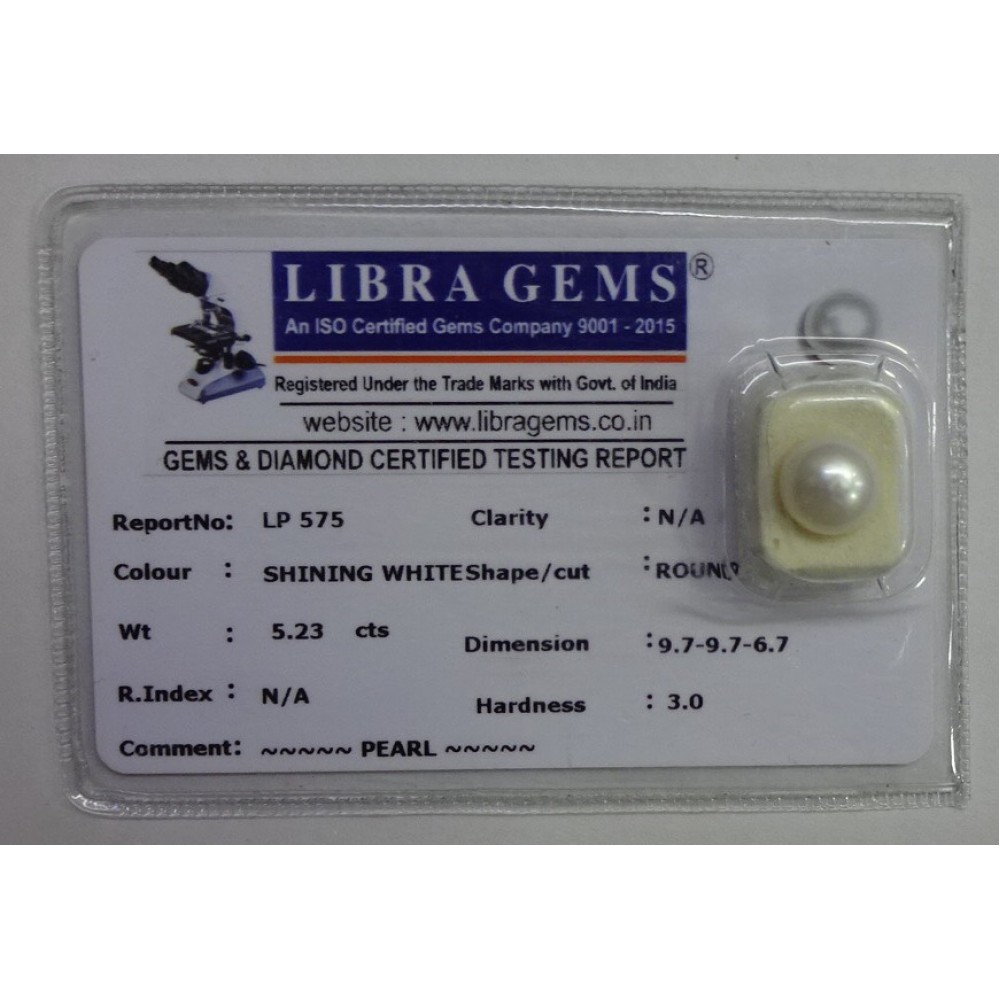 LIBRA GEMS®
An ISO Certified Gems Company 9001 - 2015
Registered Under the Trade Marks with Govt. of India
website : www.libragems.co.in
GEMS & DIAMOND CERTIFIED TESTING REPORT
ReportNo: LP 575 Clarity : N/A
Colour : SHINING WHITE Shape/cut : ROUND
Wt : 5.23 cts Dimension : 9.7-9.7-6.7
R.Index : N/A Hardness : 3.0
Comment: ~~~~~ PEARL ~~~~~